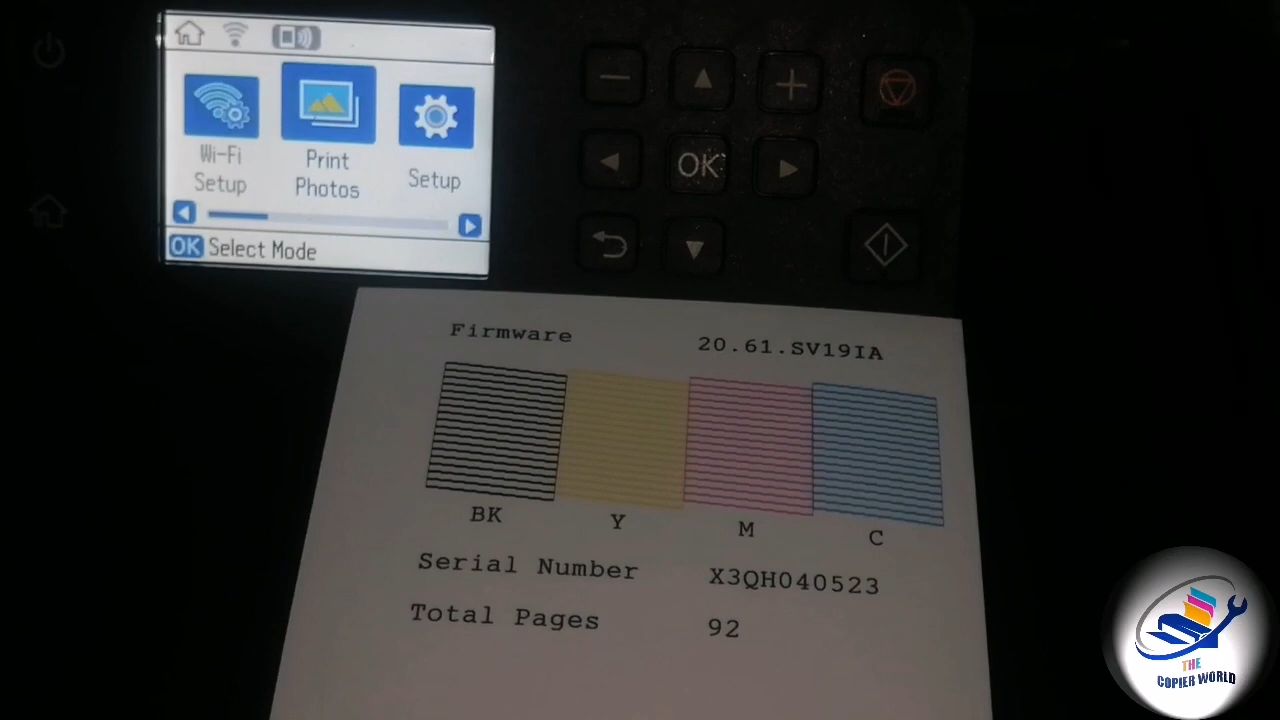 Wi-Fi Setup
Print Photos
Setup
OK Select Mode
OK
Firmware 20.61.SV19IA
BK Y M C
Serial Number X3QH040523
Total Pages 92
THE
COPIER WORLD